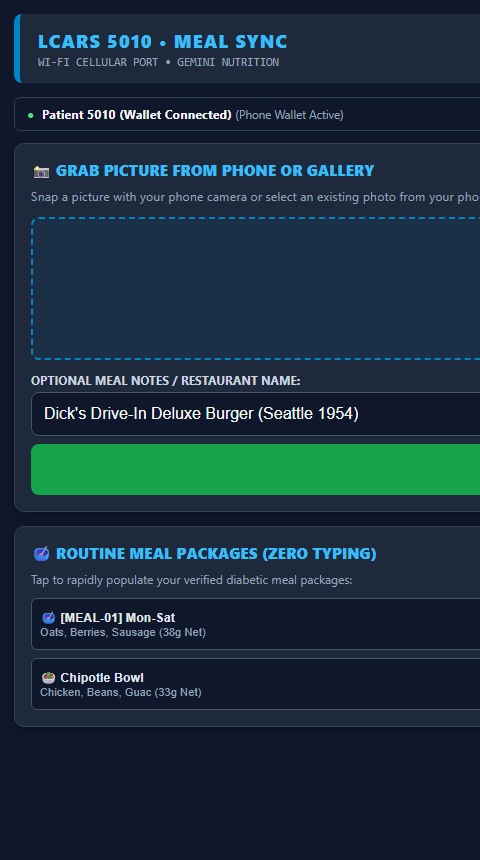 LCARS 5010 • MEAL SYNC
WI-FI CELLULAR PORT • GEMINI NUTRITION
Patient 5010 (Wallet Connected) (Phone Wallet Active)
GRAB PICTURE FROM PHONE OR GALLERY
Snap a picture with your phone camera or select an existing photo from your pho
OPTIONAL MEAL NOTES / RESTAURANT NAME:
Dick's Drive-In Deluxe Burger (Seattle 1954)
ROUTINE MEAL PACKAGES (ZERO TYPING)
Tap to rapidly populate your verified diabetic meal packages:
[MEAL-01] Mon-Sat
Oats, Berries, Sausage (38g Net)
Chipotle Bowl
Chicken, Beans, Guac (33g Net)